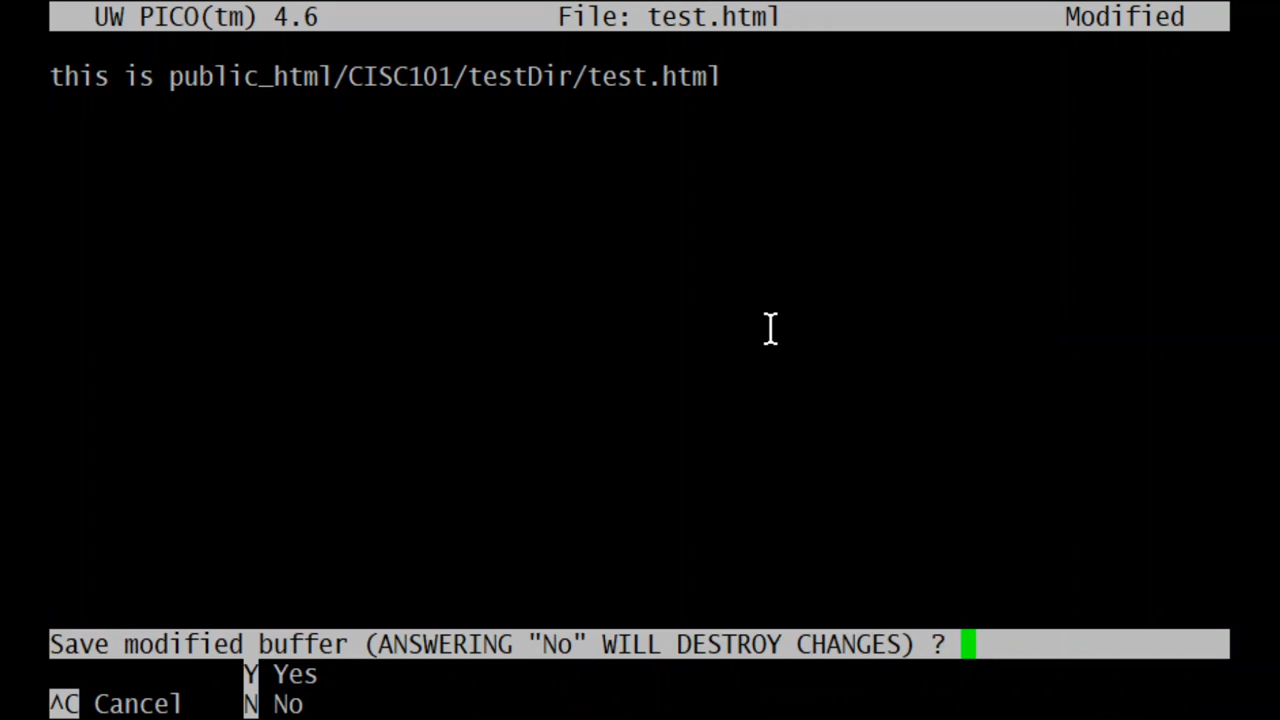 UW PICO(tm) 4.6 File: test.html Modified
this is public_html/CISC101/testDir/test.html
Save modified buffer (ANSWERING "No" WILL DESTROY CHANGES) ?
Y Yes
^C Cancel N No